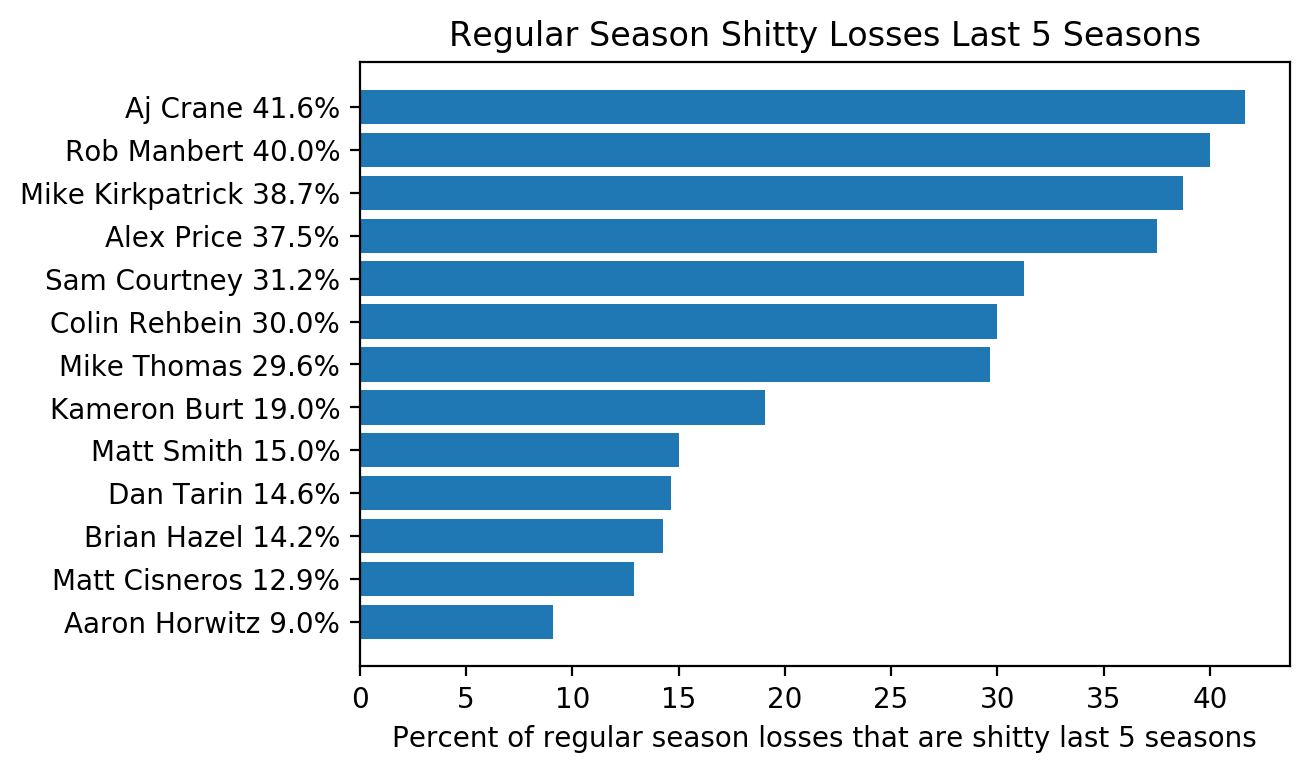 Regular Season Shitty Losses Last 5 Seasons
Aj Crane 41.6%
Rob Manbert 40.0%
Mike Kirkpatrick 38.7%
Alex Price 37.5%
Sam Courtney 31.2%
Colin Rehbein 30.0%
Mike Thomas 29.6%
Kameron Burt 19.0%
Matt Smith 15.0%
Dan Tarin 14.6%
Brian Hazel 14.2%
Matt Cisneros 12.9%
Aaron Horwitz 9.0%
0 5 10 15 20 25 30 35 40
Percent of regular season losses that are shitty last 5 seasons